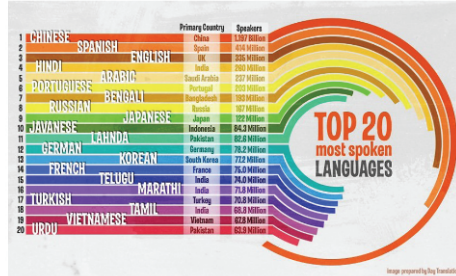 Primary Country Speakers
1 CHINESE China 1.197 Billion
2 SPANISH Spain 414 Million
3 ENGLISH UK 335 Million
4 HINDI India 260 Million
5 ARABIC Saudi Arabia 237 Million
6 PORTUGUESE Portugal 203 Million
7 BENGALI Bangladesh 193 Million
8 RUSSIAN Russia 167 Million
9 JAPANESE Japan 122 Million
10 JAVANESE Indonesia 84.3 Million
11 LAHNDA Pakistan 82.6 Million
12 GERMAN Germany 78.2 Million
13 KOREAN South Korea 77.2 Million
14 FRENCH France 75.0 Million
15 TELUGU India 74.0 Million
16 MARATHI India 71.8 Million
17 TURKISH Turkey 70.8 Million
18 TAMIL India 68.8 Million
19 VIETNAMESE Vietnam 67.8 Million
20 URDU Pakistan 63.9 Million
TOP 20
most spoken
LANGUAGES
Image prepared by Day